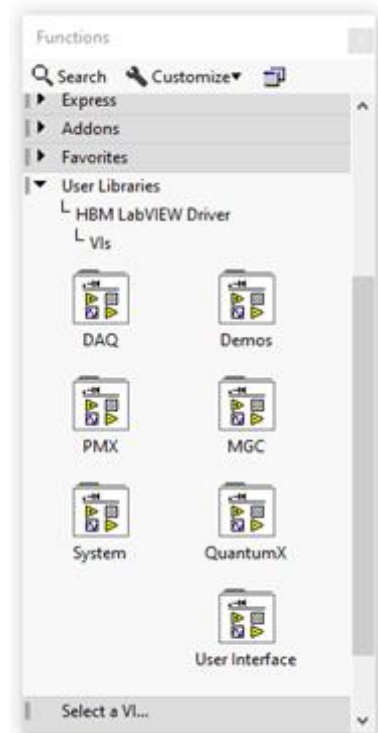 Functions
Search Customize
Express
Addons
Favorites
User Libraries
HBM LabVIEW Driver
VIs
DAQ Demos
PMX MGC
System QuantumX
User Interface
Select a VI...